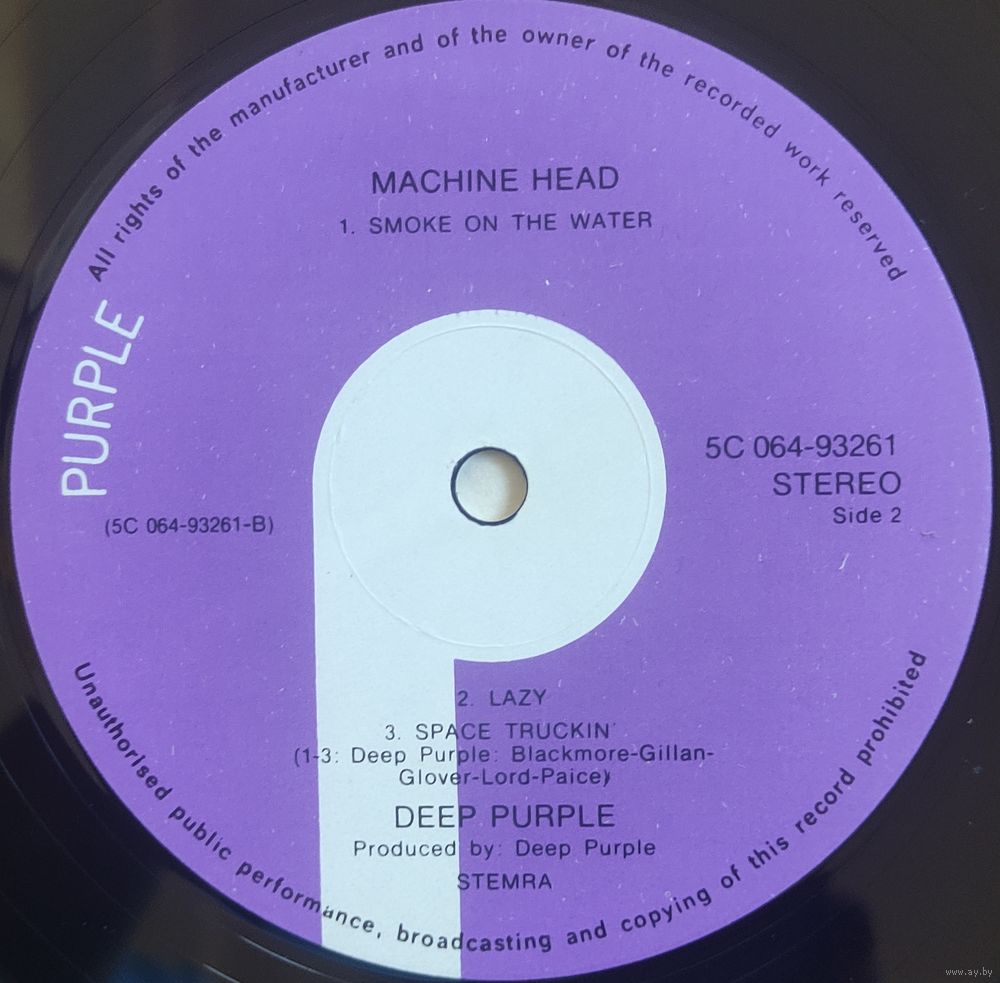 All rights of the manufacturer and of the owner of the recorded work reserved
MACHINE HEAD
1. SMOKE ON THE WATER
PURPLE
5C 064-93261
STEREO
Side 2
(5C 064-93261-B)
2. LAZY
3. SPACE TRUCKIN'
(1-3: Deep Purple: Blackmore-Gillan-
Glover-Lord-Paice)
DEEP PURPLE
Produced by: Deep Purple
STEMRA
Unauthorised public performance, broadcasting and copying of this record prohibited
www.ay.by